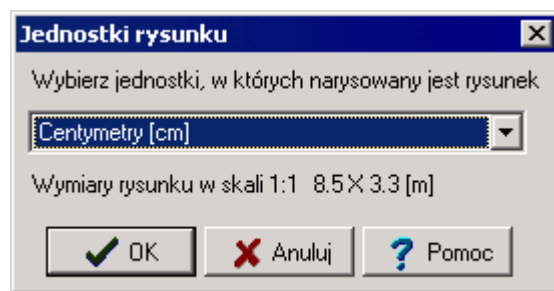 Jednostki rysunku
Wybierz jednostki, w których narysowany jest rysunek
Centymetry [cm]
Wymiary rysunku w skali 1:1 8.5 X 3.3 [m]
OK Anuluj Pomoc